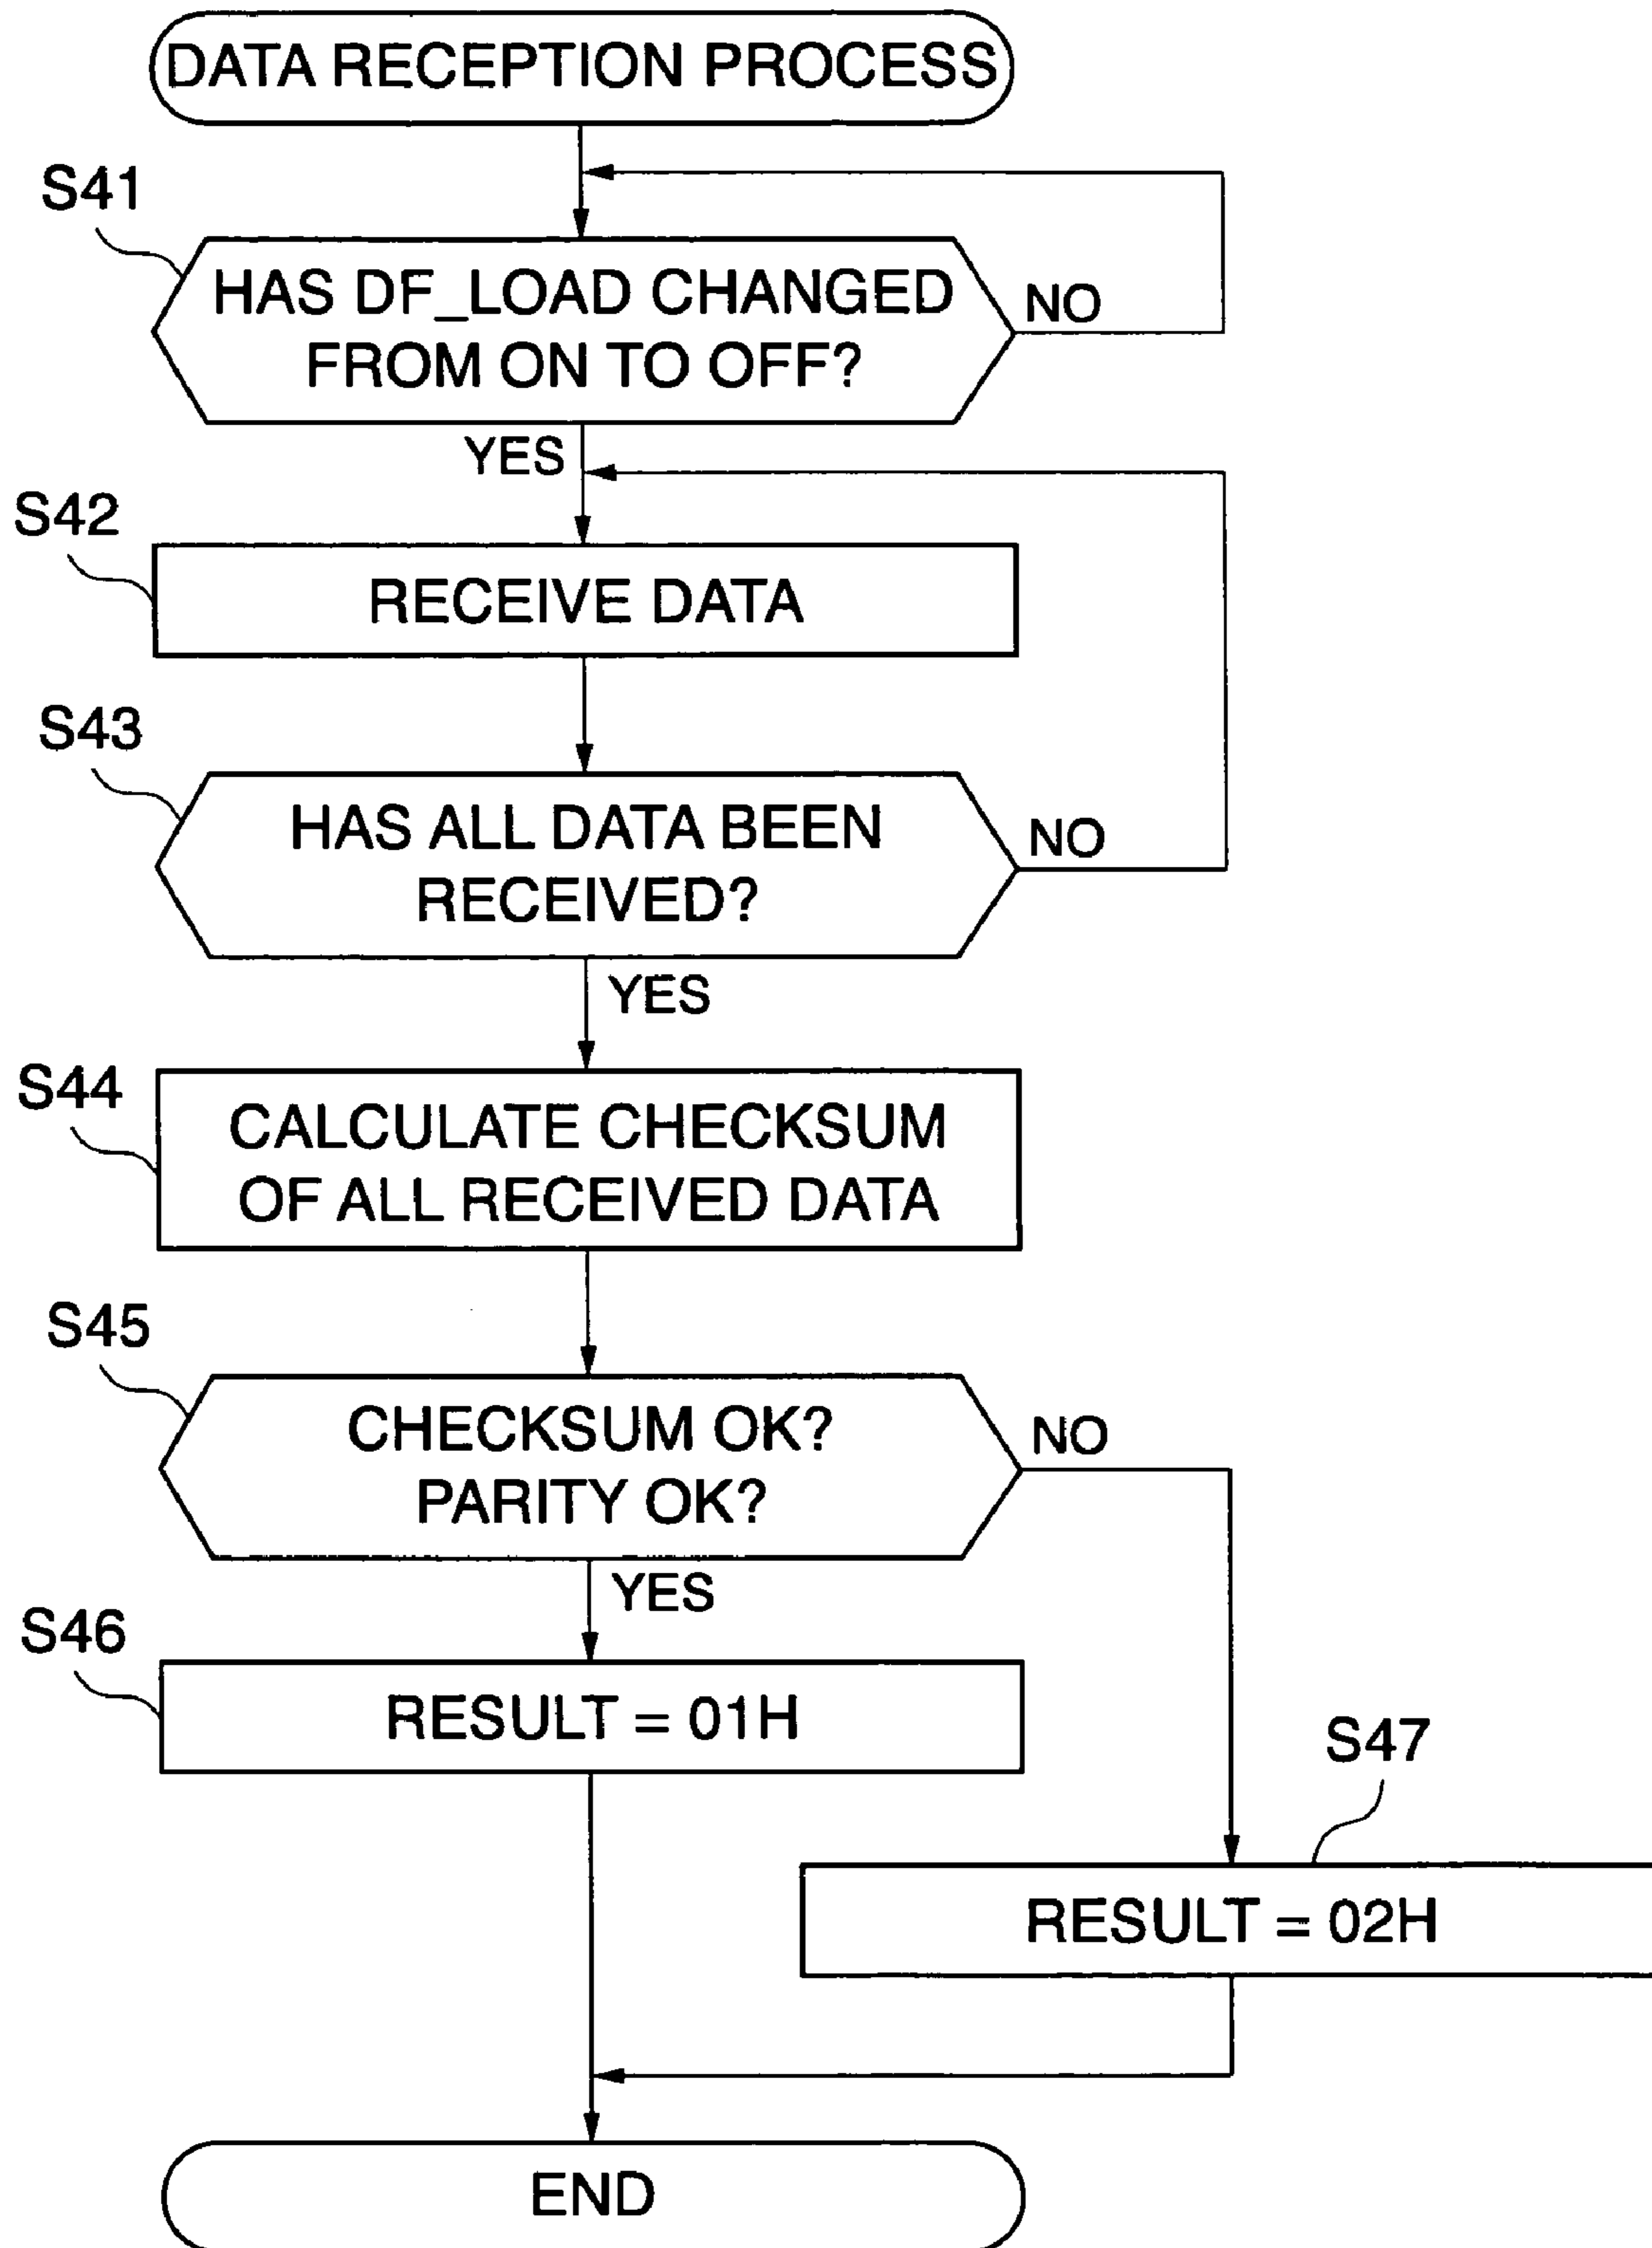 DATA RECEPTION PROCESS
S41
HAS DF_LOAD CHANGED
FROM ON TO OFF?
NO
YES
S42
RECEIVE DATA
S43
HAS ALL DATA BEEN
RECEIVED?
NO
YES
S44
CALCULATE CHECKSUM
OF ALL RECEIVED DATA
S45
CHECKSUM OK?
PARITY OK?
NO
YES
S46
RESULT = 01H
S47
RESULT = 02H
END